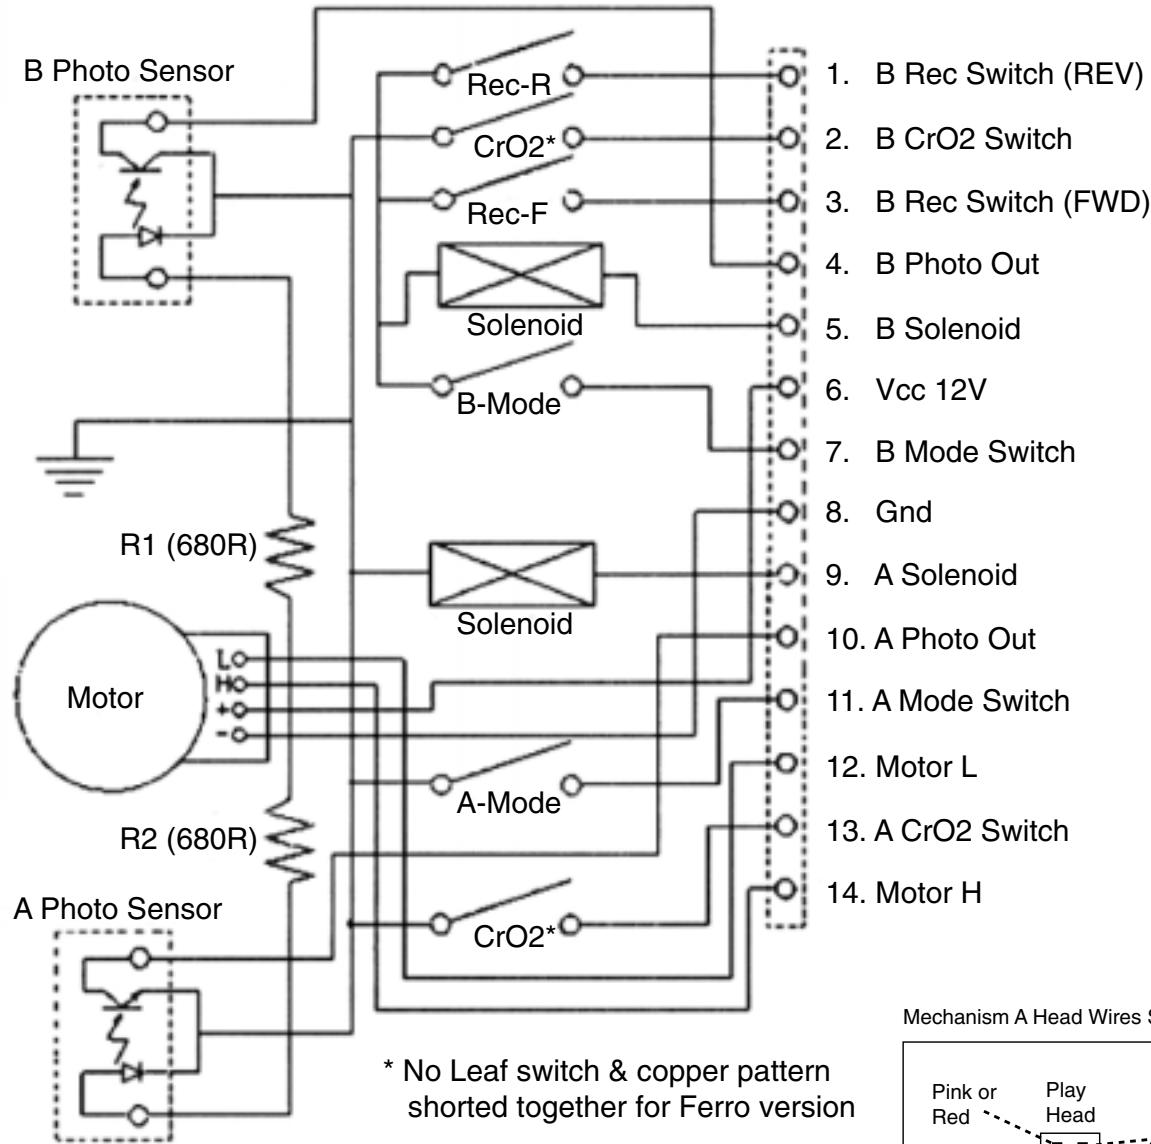 B Photo Sensor
Rec-R
CrO2*
Rec-F
Solenoid
B-Mode
1. B Rec Switch (REV)
2. B CrO2 Switch
3. B Rec Switch (FWD)
4. B Photo Out
5. B Solenoid
6. Vcc 12V
7. B Mode Switch
8. Gnd
9. A Solenoid
10. A Photo Out
11. A Mode Switch
12. Motor L
13. A CrO2 Switch
14. Motor H
R1 (680R)
Solenoid
Motor
L
H
+
-
A-Mode
R2 (680R)
CrO2*
A Photo Sensor
* No Leaf switch & copper pattern
shorted together for Ferro version
Mechanism A Head Wires
Pink or
Red
Play
Head